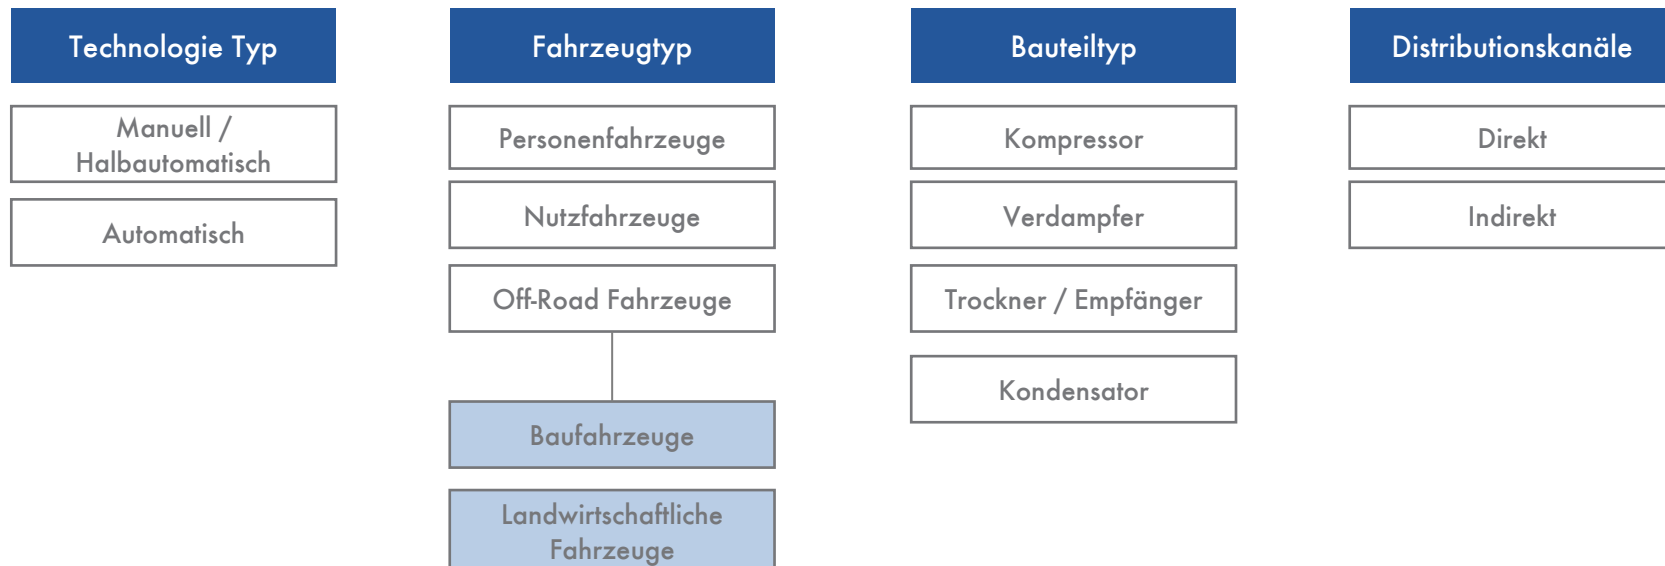 Technologie Typ
Manuell /
Halbautomatisch
Automatisch
Fahrzeugtyp
Personenfahrzeuge
Nutzfahrzeuge
Off-Road Fahrzeuge
Baufahrzeuge
Landwirtschaftliche
Fahrzeuge
Bauteiltyp
Kompressor
Verdampfer
Trockner / Empfänger
Kondensator
Distributionskanäle
Direkt
Indirekt